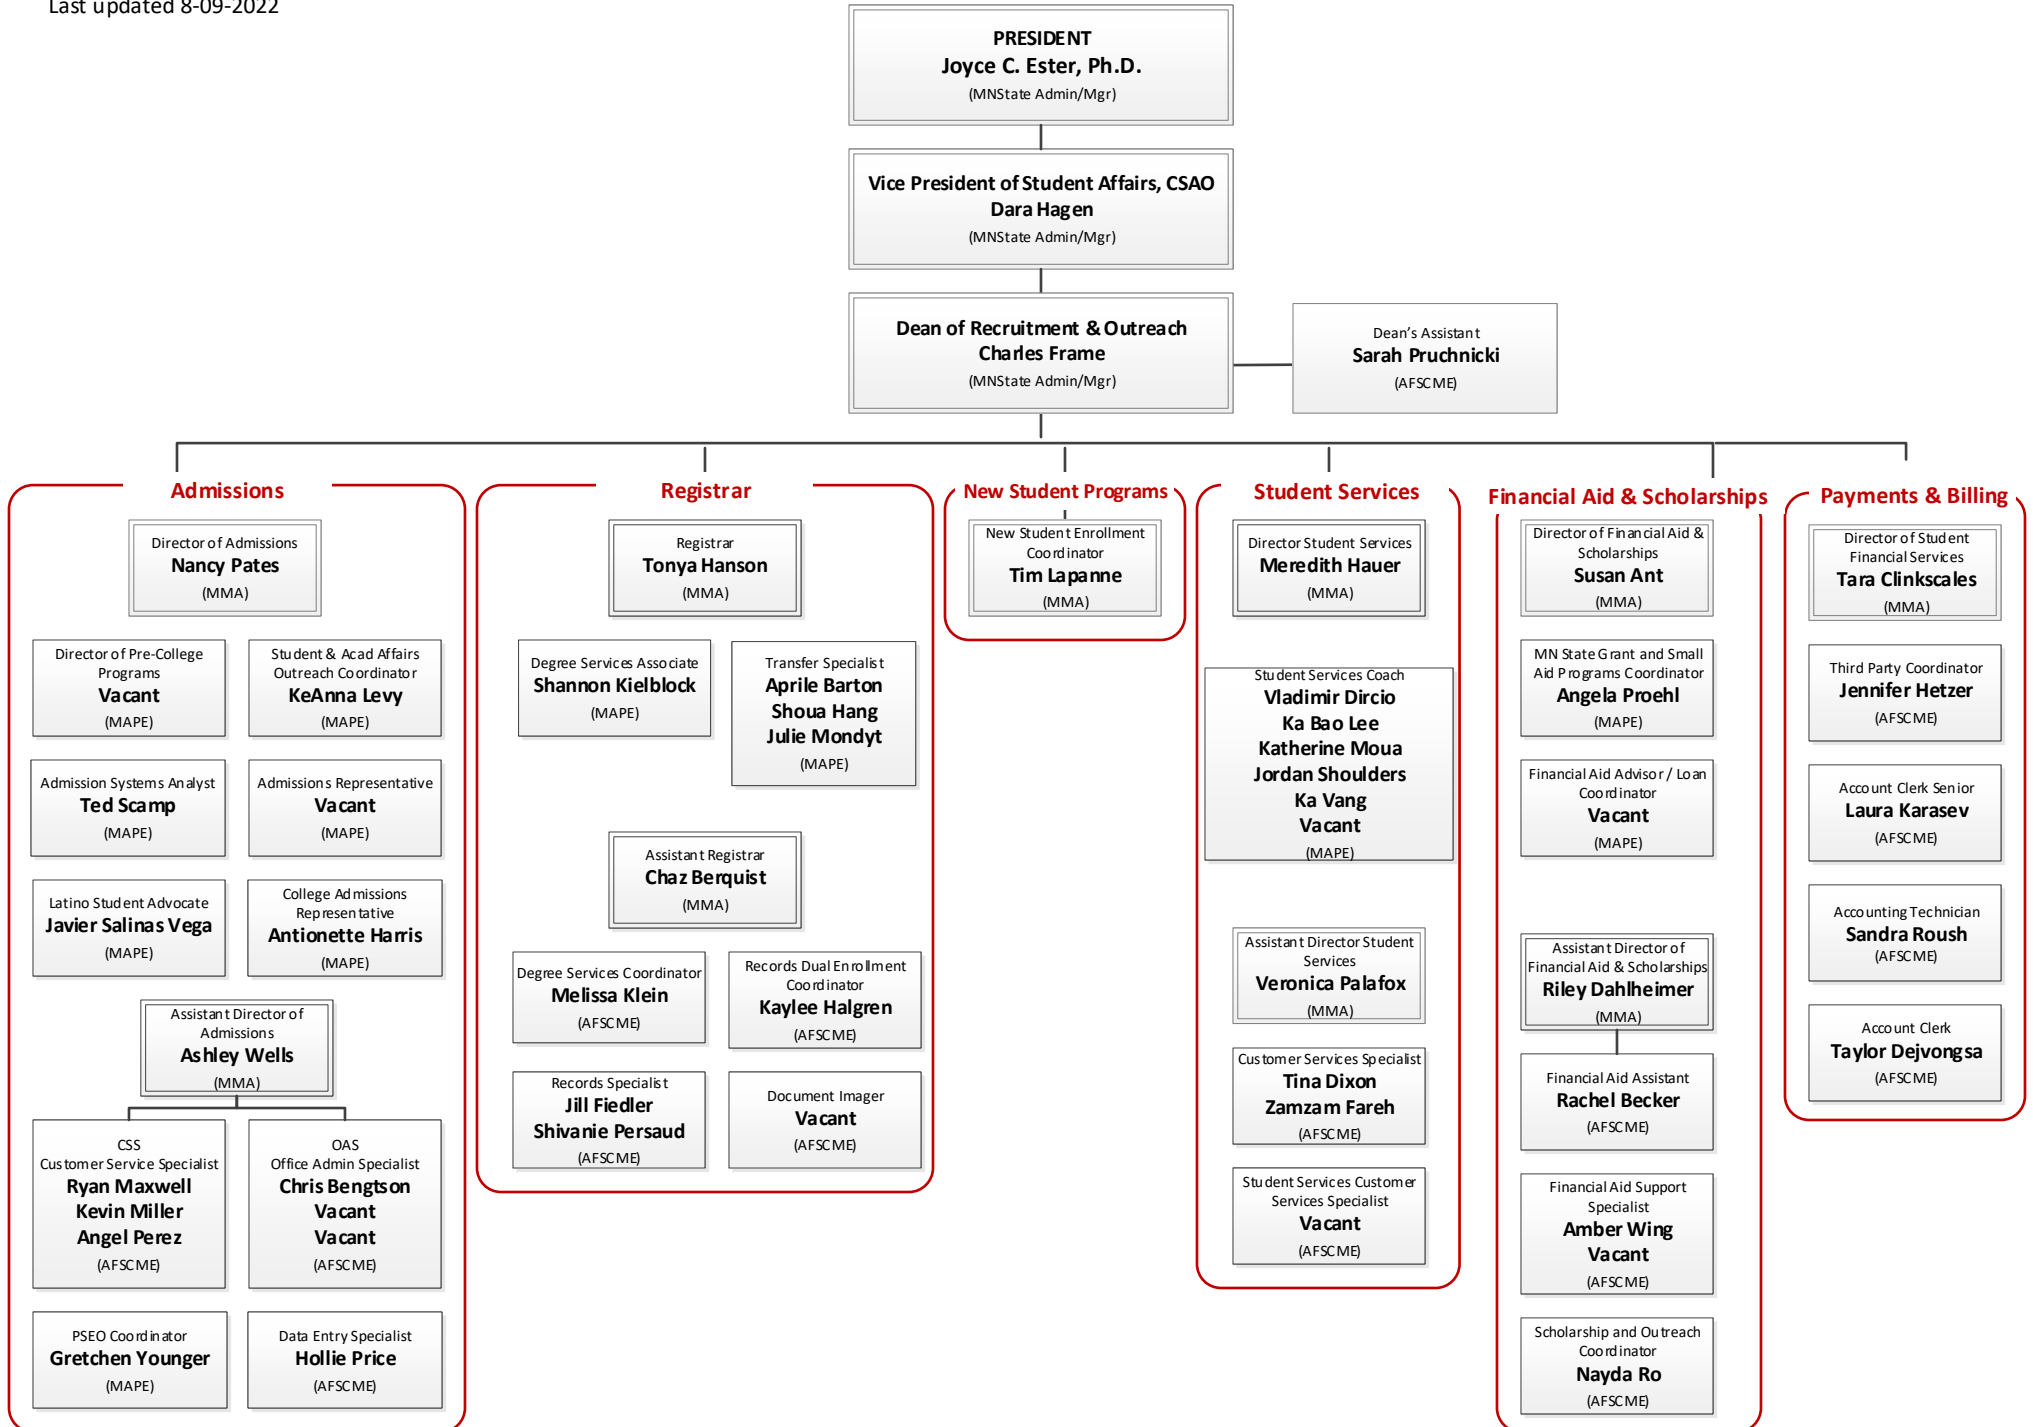 Last updated 8-09-2022
PRESIDENT
Joyce C. Ester, Ph.D.
(MNState Admin/Mgr)
Vice President of Student Affairs, CSAO
Dara Hagen
(MNState Admin/Mgr)
Dean of Recruitment & Outreach
Charles Frame
(MNState Admin/Mgr)
Dean's Assistant
Sarah Pruchnicki
(AFSCME)
Admissions
Director of Admissions
Nancy Pates
(MMA)
Director of Pre-College
Programs
Vacant
(MAPE)
Student & Acad Affairs
Outreach Coordinator
KeAnna Levy
(MAPE)
Admission Systems Analyst
Ted Scamp
(MAPE)
Admissions Representative
Vacant
(MAPE)
Latino Student Advocate
Javier Salinas Vega
(MAPE)
College Admissions
Representative
Antionette Harris
(MAPE)
Assistant Director of
Admissions
Ashley Wells
(MMA)
CSS
Customer Service Specialist
Ryan Maxwell
Kevin Miller
Angel Perez
(AFSCME)
OAS
Office Admin Specialist
Chris Bengtson
Vacant
Vacant
(AFSCME)
PSEO Coordinator
Gretchen Younger
(MAPE)
Data Entry Specialist
Hollie Price
(AFSCME)
Registrar
Registrar
Tonya Hanson
(MMA)
Degree Services Associate
Shannon Kielblock
(MAPE)
Transfer Specialist
Aprile Barton
Shoua Hang
Julie Mondyt
(MAPE)
Assistant Registrar
Chaz Berquist
(MMA)
Degree Services Coordinator
Melissa Klein
(AFSCME)
Records Dual Enrollment
Coordinator
Kaylee Halgren
(AFSCME)
Records Specialist
Jill Fiedler
Shivanie Persaud
(AFSCME)
Document Imager
Vacant
(AFSCME)
New Student Programs
New Student Enrollment
Coordinator
Tim Lapanne
(MMA)
Student Services
Director Student Services
Meredith Hauer
(MMA)
Student Services Coach
Vladimir Dircio
Ka Bao Lee
Katherine Moua
Jordan Shoulders
Ka Vang
Vacant
(MAPE)
Assistant Director Student
Services
Veronica Palafox
(MMA)
Customer Services Specialist
Tina Dixon
Zamzam Fareh
(AFSCME)
Student Services Customer
Services Specialist
Vacant
(AFSCME)
Financial Aid & Scholarships
Director of Financial Aid &
Scholarships
Susan Ant
(MMA)
MN State Grant and Small
Aid Programs Coordinator
Angela Proehl
(MAPE)
Financial Aid Advisor / Loan
Coordinator
Vacant
(MAPE)
Assistant Director of
Financial Aid & Scholarships
Riley Dahlheimer
(MMA)
Financial Aid Assistant
Rachel Becker
(AFSCME)
Financial Aid Support
Specialist
Amber Wing
Vacant
(AFSCME)
Scholarship and Outreach
Coordinator
Nayda Ro
(AFSCME)
Payments & Billing
Director of Student
Financial Services
Tara Clinkscales
(MMA)
Third Party Coordinator
Jennifer Hetzer
(AFSCME)
Account Clerk Senior
Laura Karasev
(AFSCME)
Accounting Technician
Sandra Roush
(AFSCME)
Account Clerk
Taylor Dejvongsa
(AFSCME)